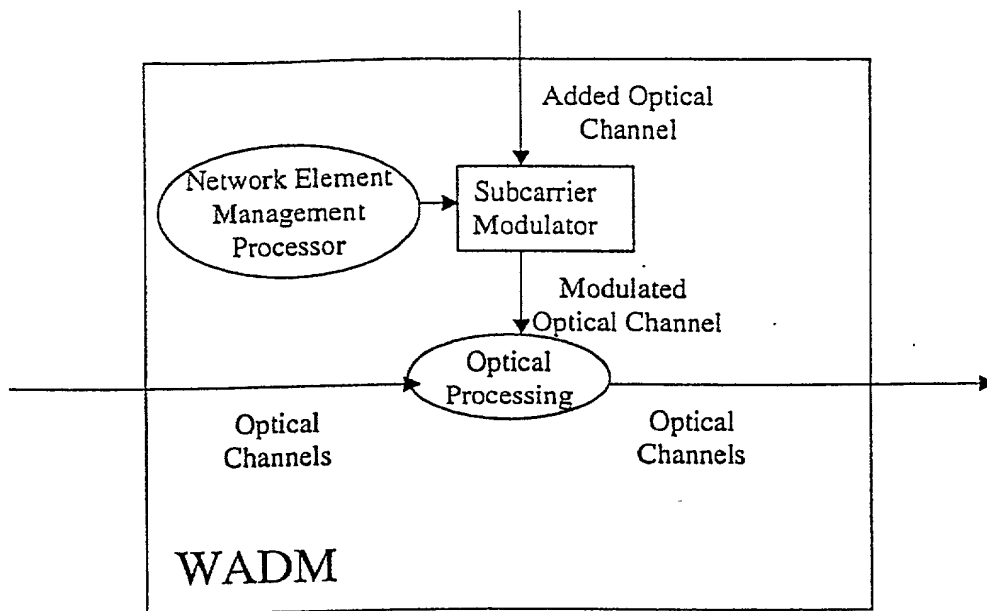 Added Optical
Channel
Network Element
Management
Processor
Subcarrier
Modulator
Modulated
Optical Channel
Optical
Processing
Optical
Channels
Optical
Channels
WADM